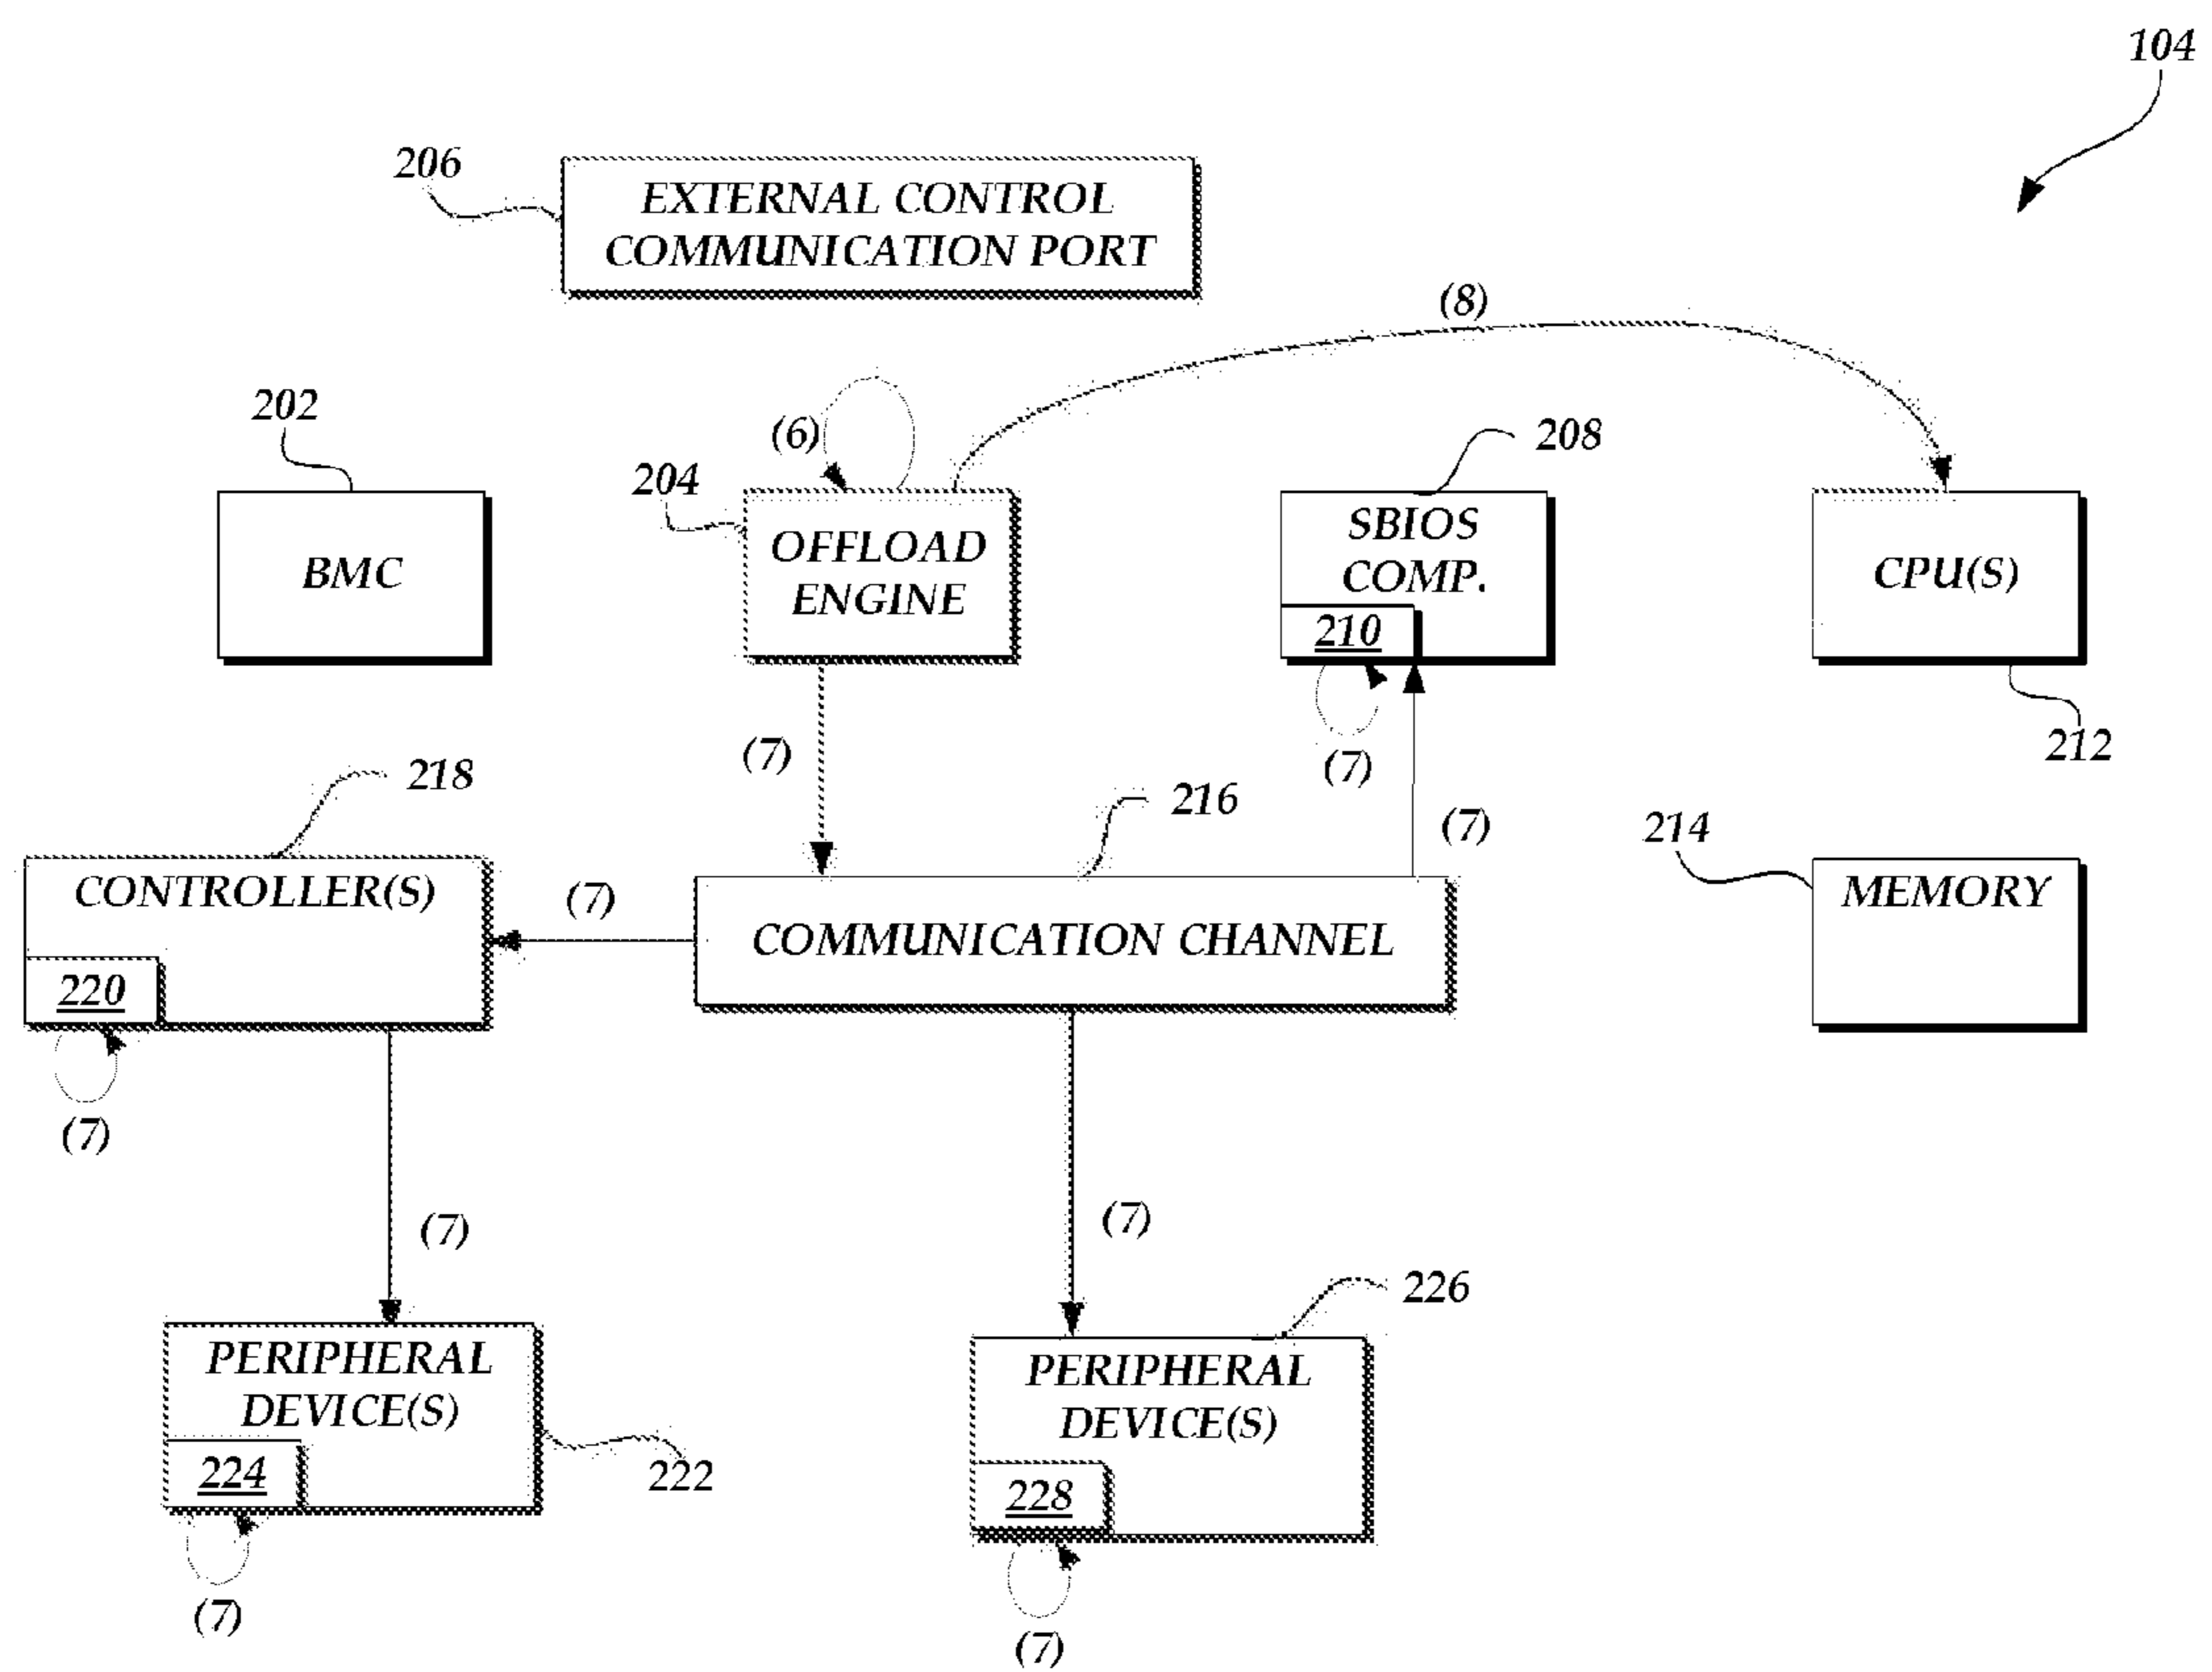 104
206
EXTERNAL CONTROL
COMMUNICATION PORT
(8)
202
(6)
208
204
BMC
OFFLOAD
ENGINE
SBIOS
COMP.
210
CPU(S)
212
(7)
(7)
218
216
(7)
214
CONTROLLER(S)
220
(7)
COMMUNICATION CHANNEL
MEMORY
(7)
(7)
(7)
226
PERIPHERAL
DEVICE(S)
224
222
PERIPHERAL
DEVICE(S)
228
(7)
(7)